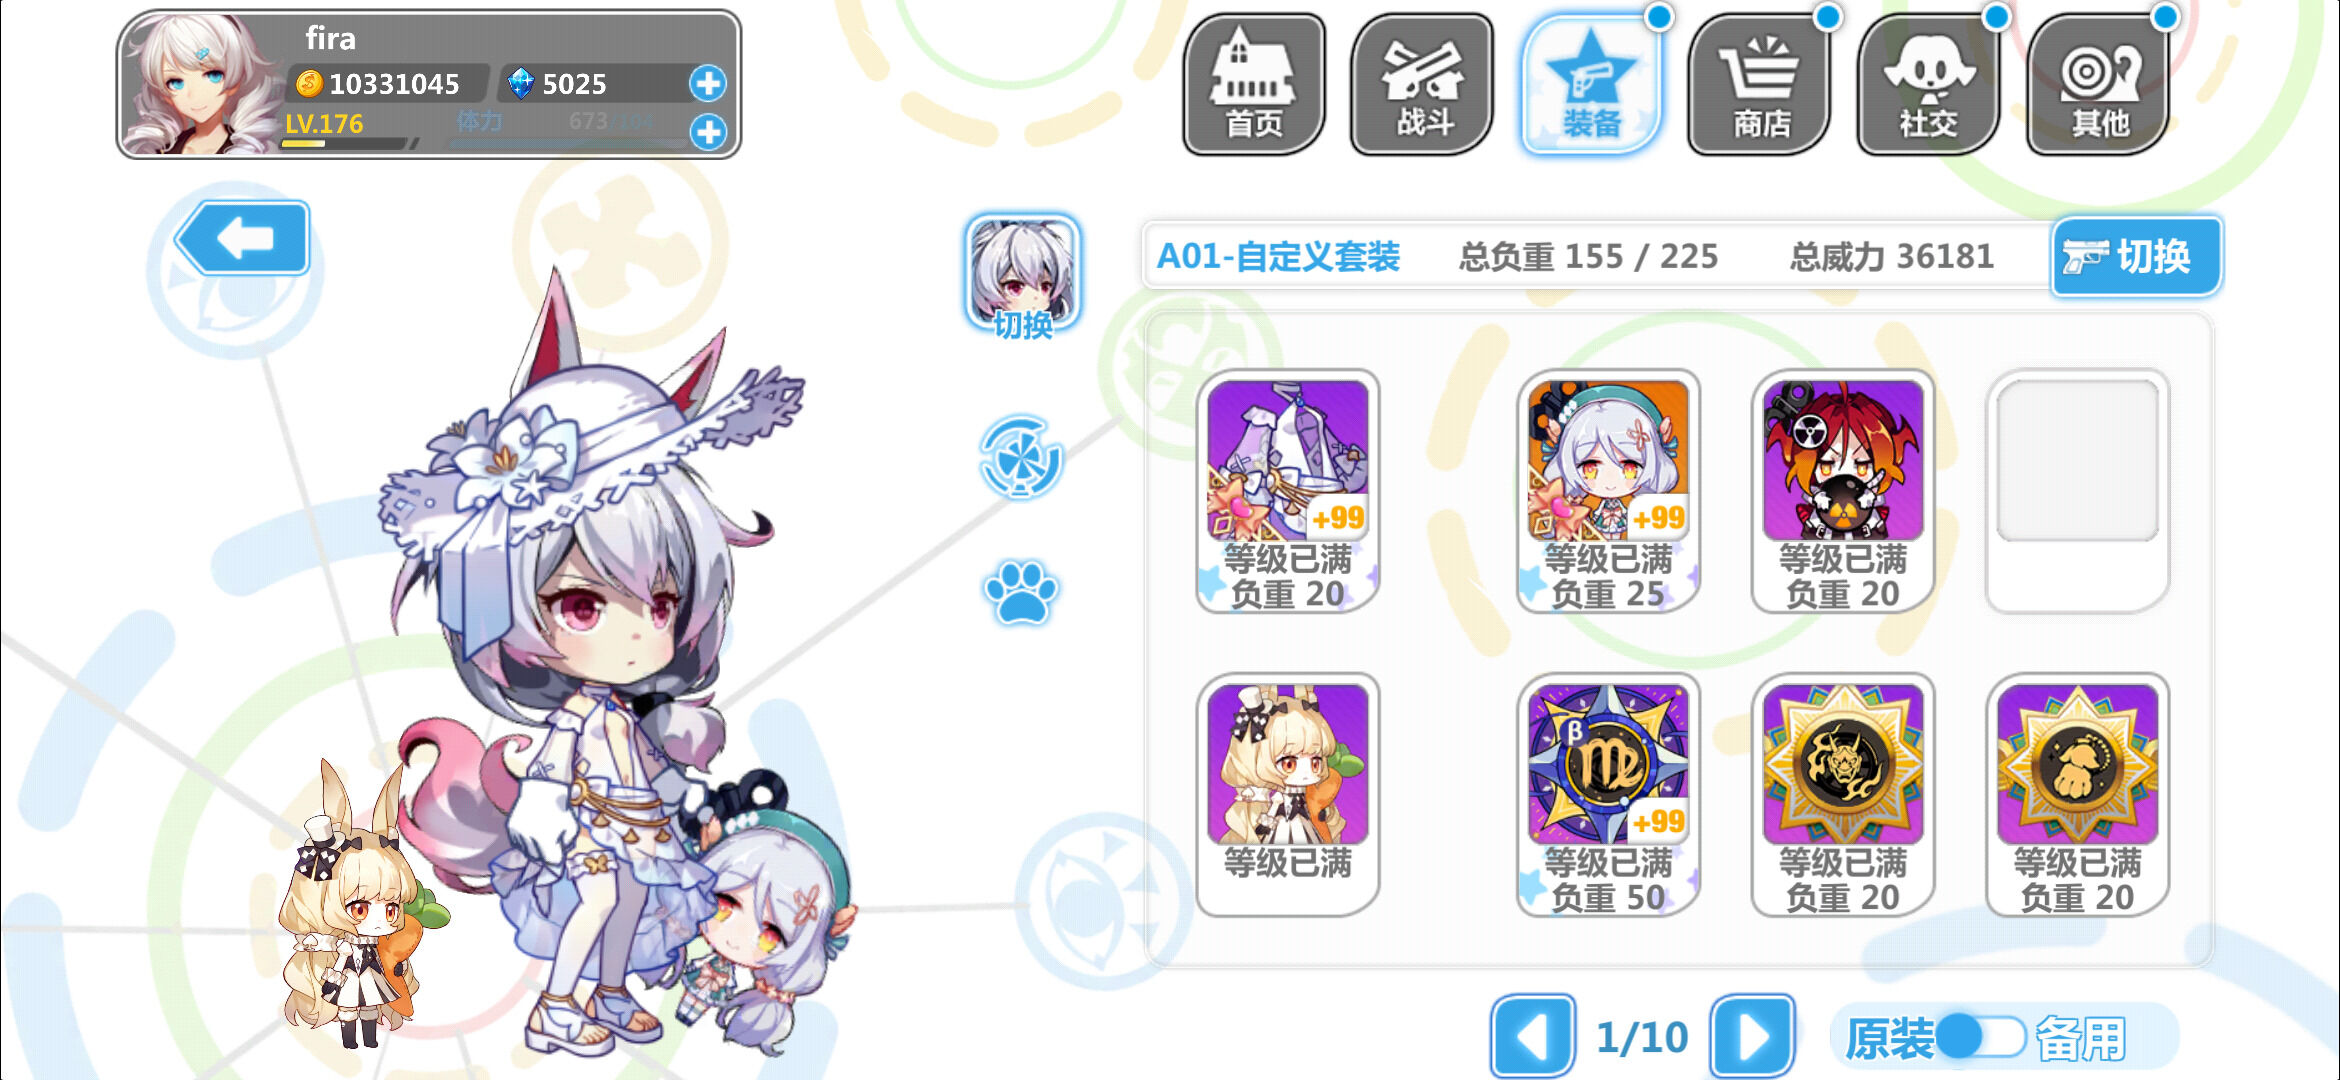 fira
10331045
5025
LV.176
体力 673/104
首页
战斗
装备
商店
社交
其他
切换
A01-自定义套装 总负重 155 / 225 总威力 36181
切换
+99
等级已满
负重 20
+99
等级已满
负重 25
等级已满
负重 20
等级已满
β
+99
等级已满
负重 50
等级已满
负重 20
等级已满
负重 20
1/10
原装
备用